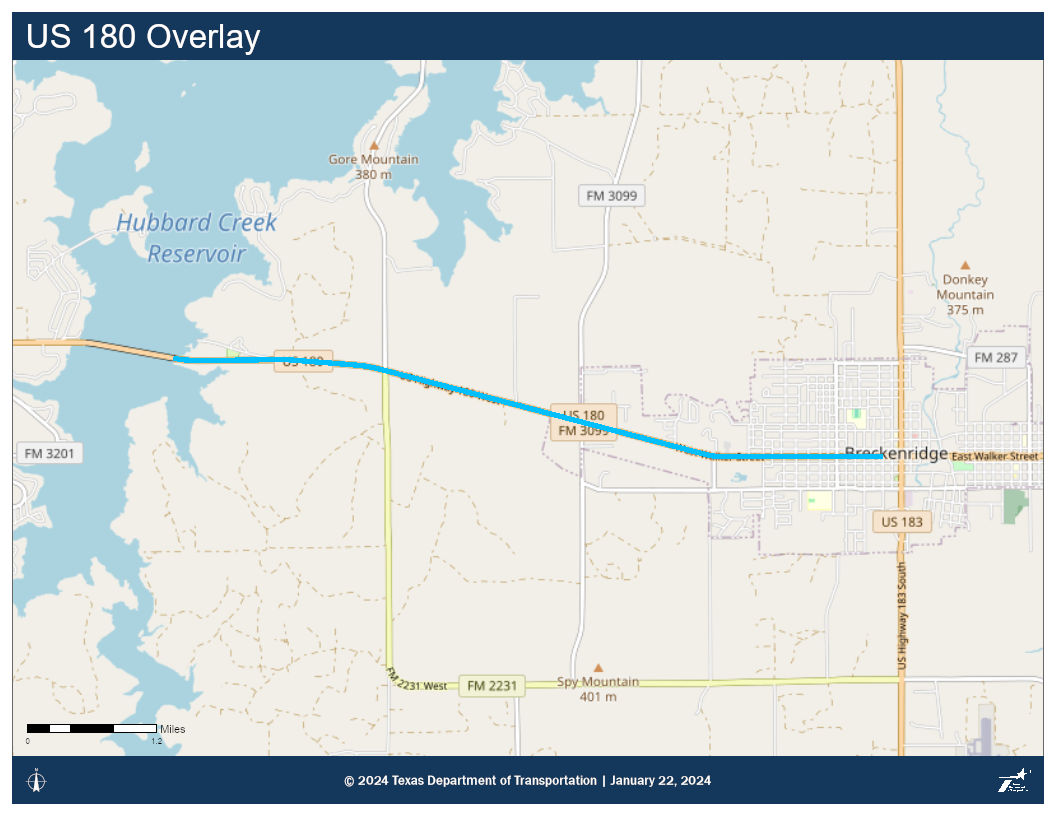 US 180 Overlay
Gore Mountain
380 m
FM 3099
Hubbard Creek
Reservoir
Donkey
Mountain
375 m
US 180
FM 287
US 180
FM 3099
FM 3201
Breckenridge
East Walker Street
US 183
US Highway 183 South
FM 2231 West
FM 2231
Spy Mountain
401 m
Miles
0
1.2
N
© 2024 Texas Department of Transportation | January 22, 2024